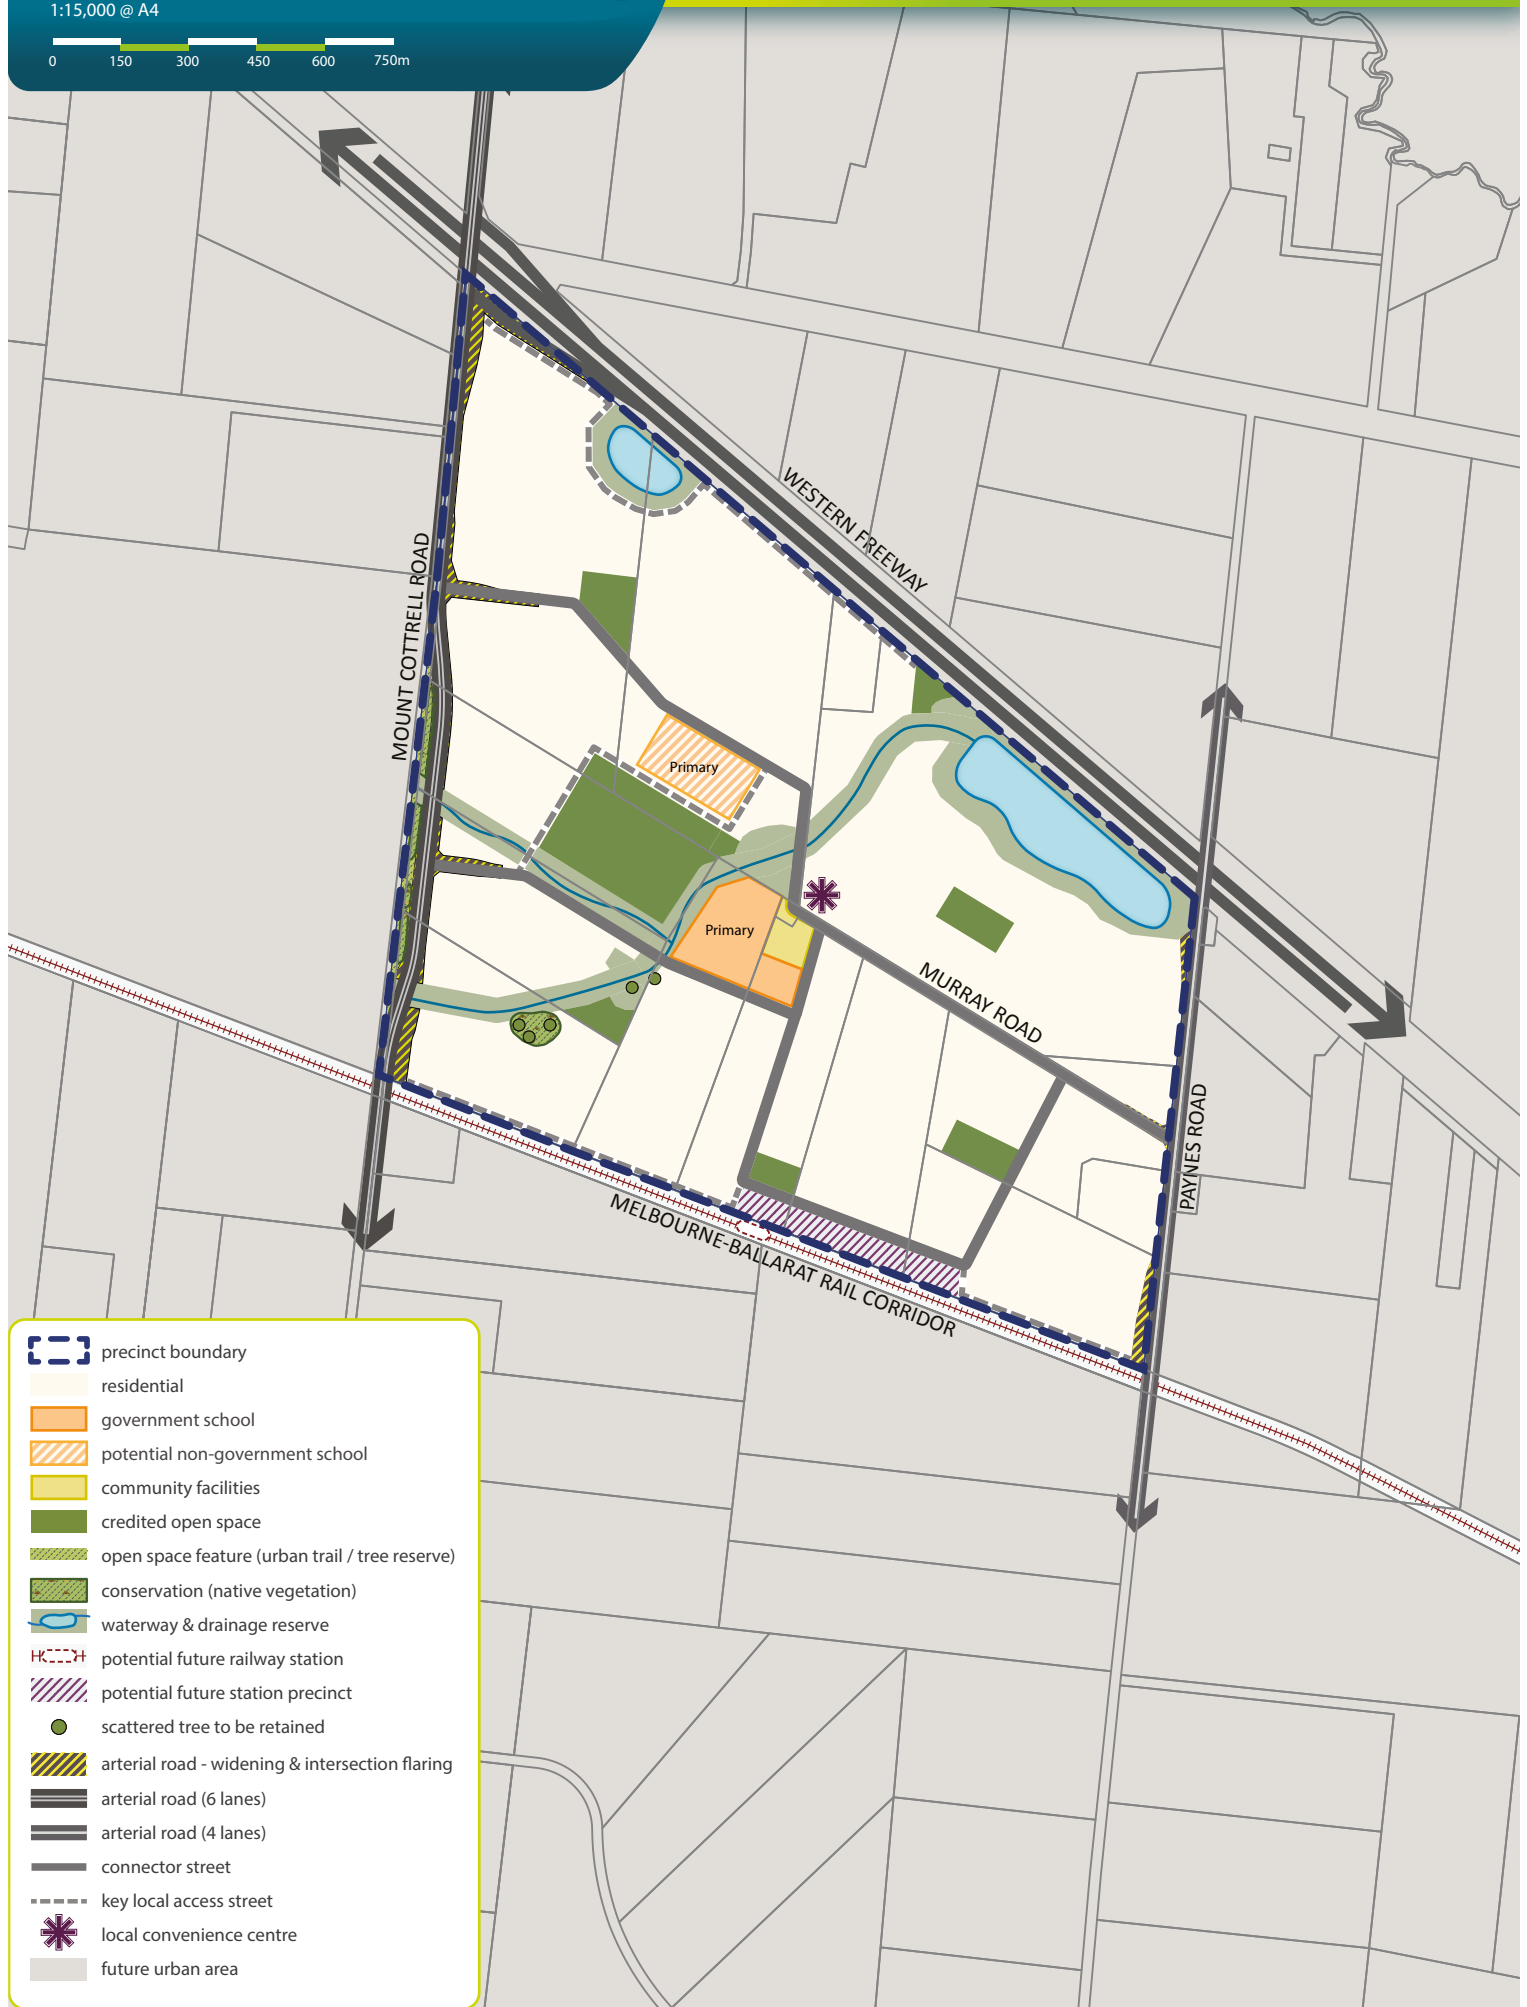 1:15,000 @ A4
0 150 300 450 600 750m
WESTERN FREEWAY
MOUNT COTTRELL ROAD
Primary
Primary
MURRAY ROAD
PAYNES ROAD
MELBOURNE-BALLARAT RAIL CORRIDOR
precinct boundary
residential
government school
potential non-government school
community facilities
credited open space
open space feature (urban trail / tree reserve)
conservation (native vegetation)
waterway & drainage reserve
potential future railway station
potential future station precinct
scattered tree to be retained
arterial road - widening & intersection flaring
arterial road (6 lanes)
arterial road (4 lanes)
connector street
key local access street
local convenience centre
future urban area